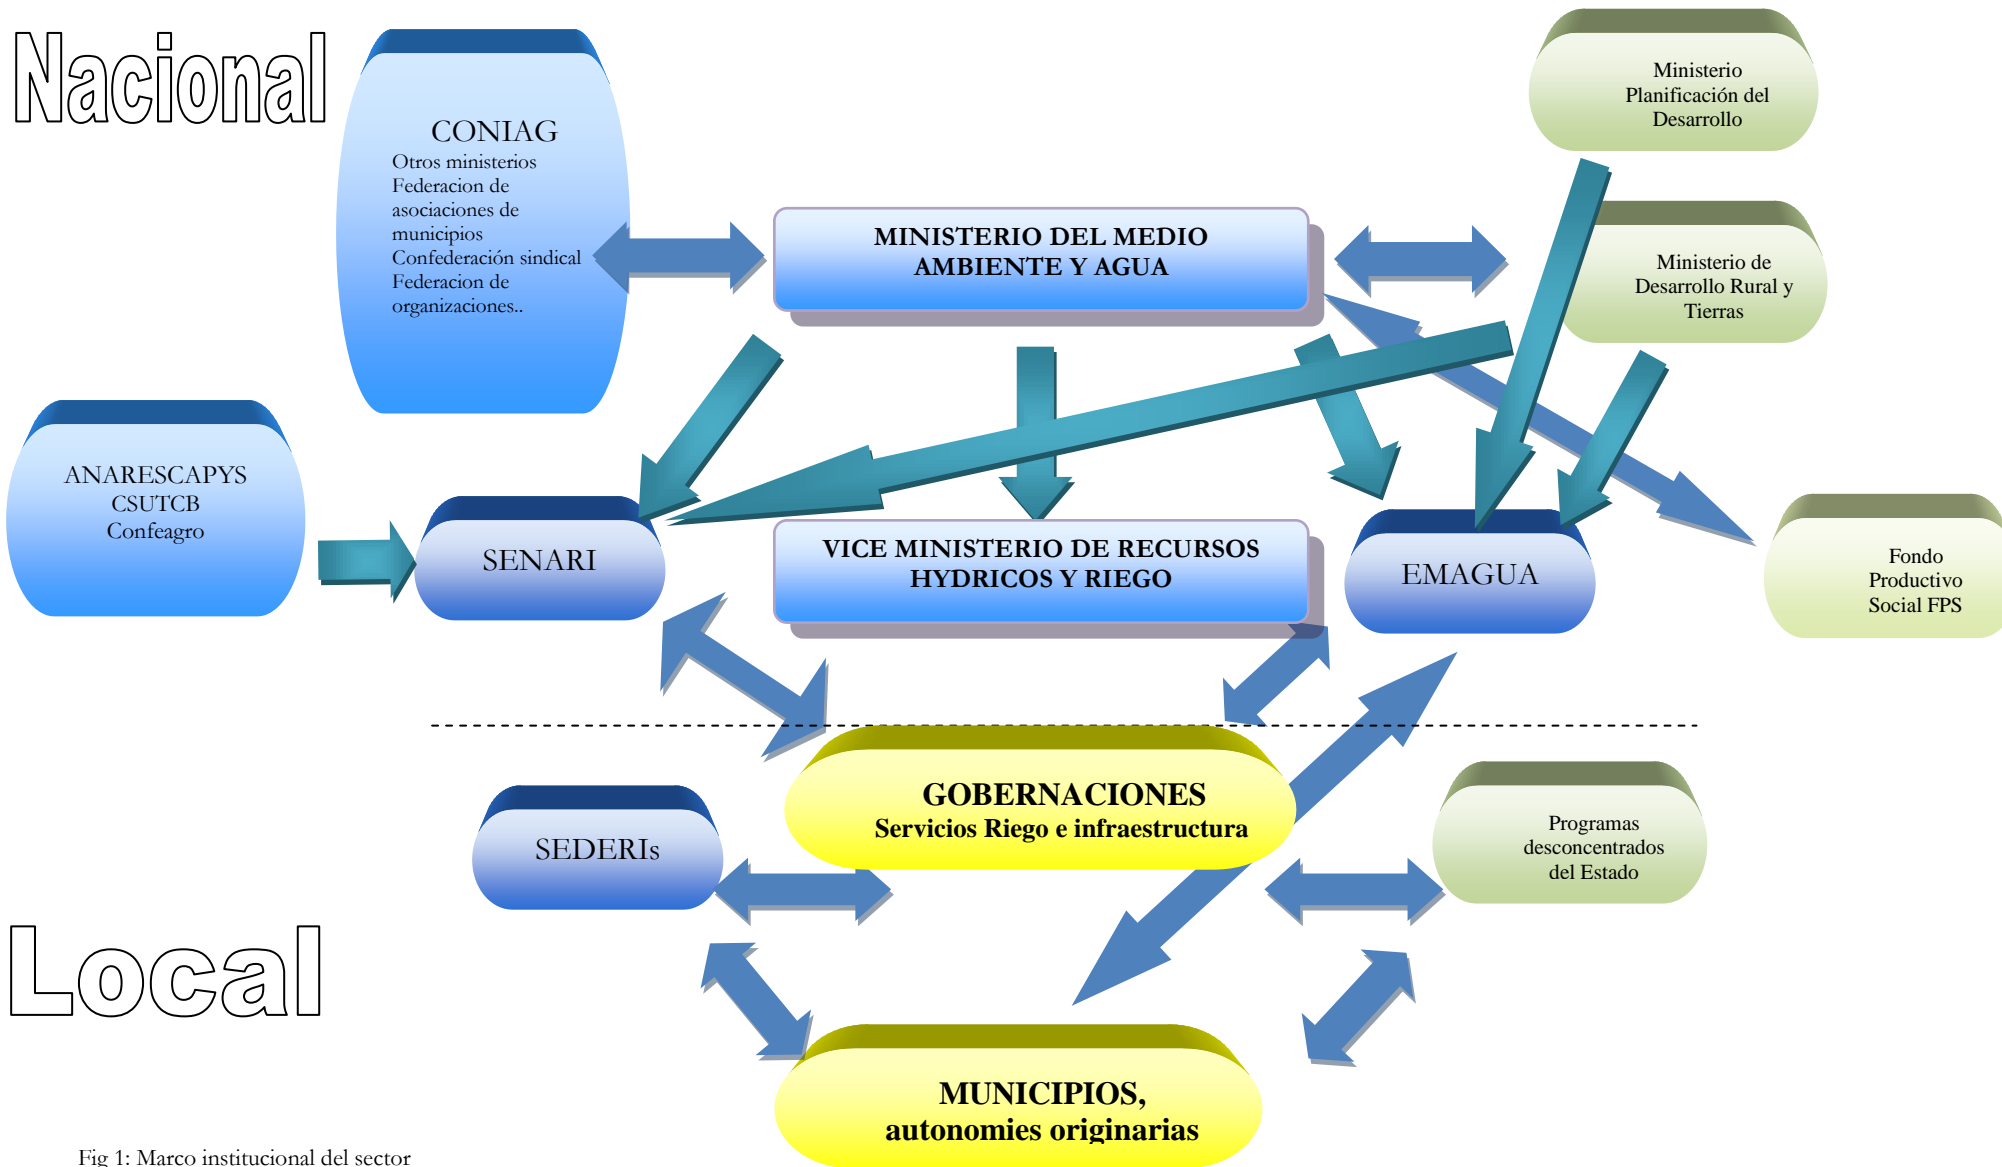 Nacional
CONIAG
Otros ministerios
Federacion de
asociaciones de
municipios
Confederación sindical
Federacion de
organizaciones..
Ministerio
Planificación del
Desarrollo
MINISTERIO DEL MEDIO
AMBIENTE Y AGUA
Ministerio de
Desarrollo Rural y
Tierras
ANARESCAPYS
CSUTCB
Confeagro
SENARI
VICE MINISTERIO DE RECURSOS
HYDRICOS Y RIEGO
EMAGUA
Fondo
Productivo
Social FPS
GOBERNACIONES
Servicios Riego e infraestructura
SEDERIs
Programas
desconcentrados
del Estado
Local
MUNICIPIOS,
autonomies originarias
Fig 1: Marco institucional del sector